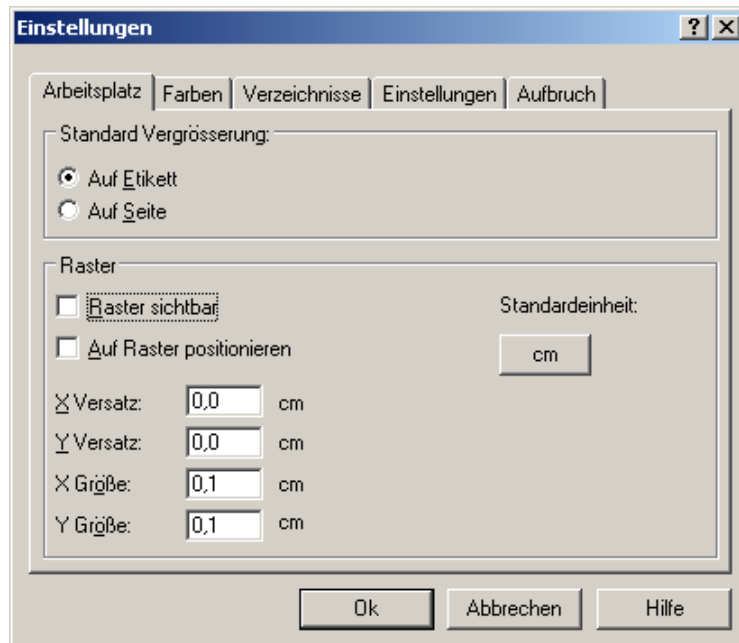 Einstellungen
Arbeitsplatz Farben Verzeichnisse Einstellungen Aufbruch
Standard Vergrösserung:
Auf Etikett
Auf Seite
Raster
Raster sichtbar
Standardeinheit:
Auf Raster positionieren
cm
X Versatz: 0,0 cm
Y Versatz: 0,0 cm
X Größe: 0,1 cm
Y Größe: 0,1 cm
Ok Abbrechen Hilfe